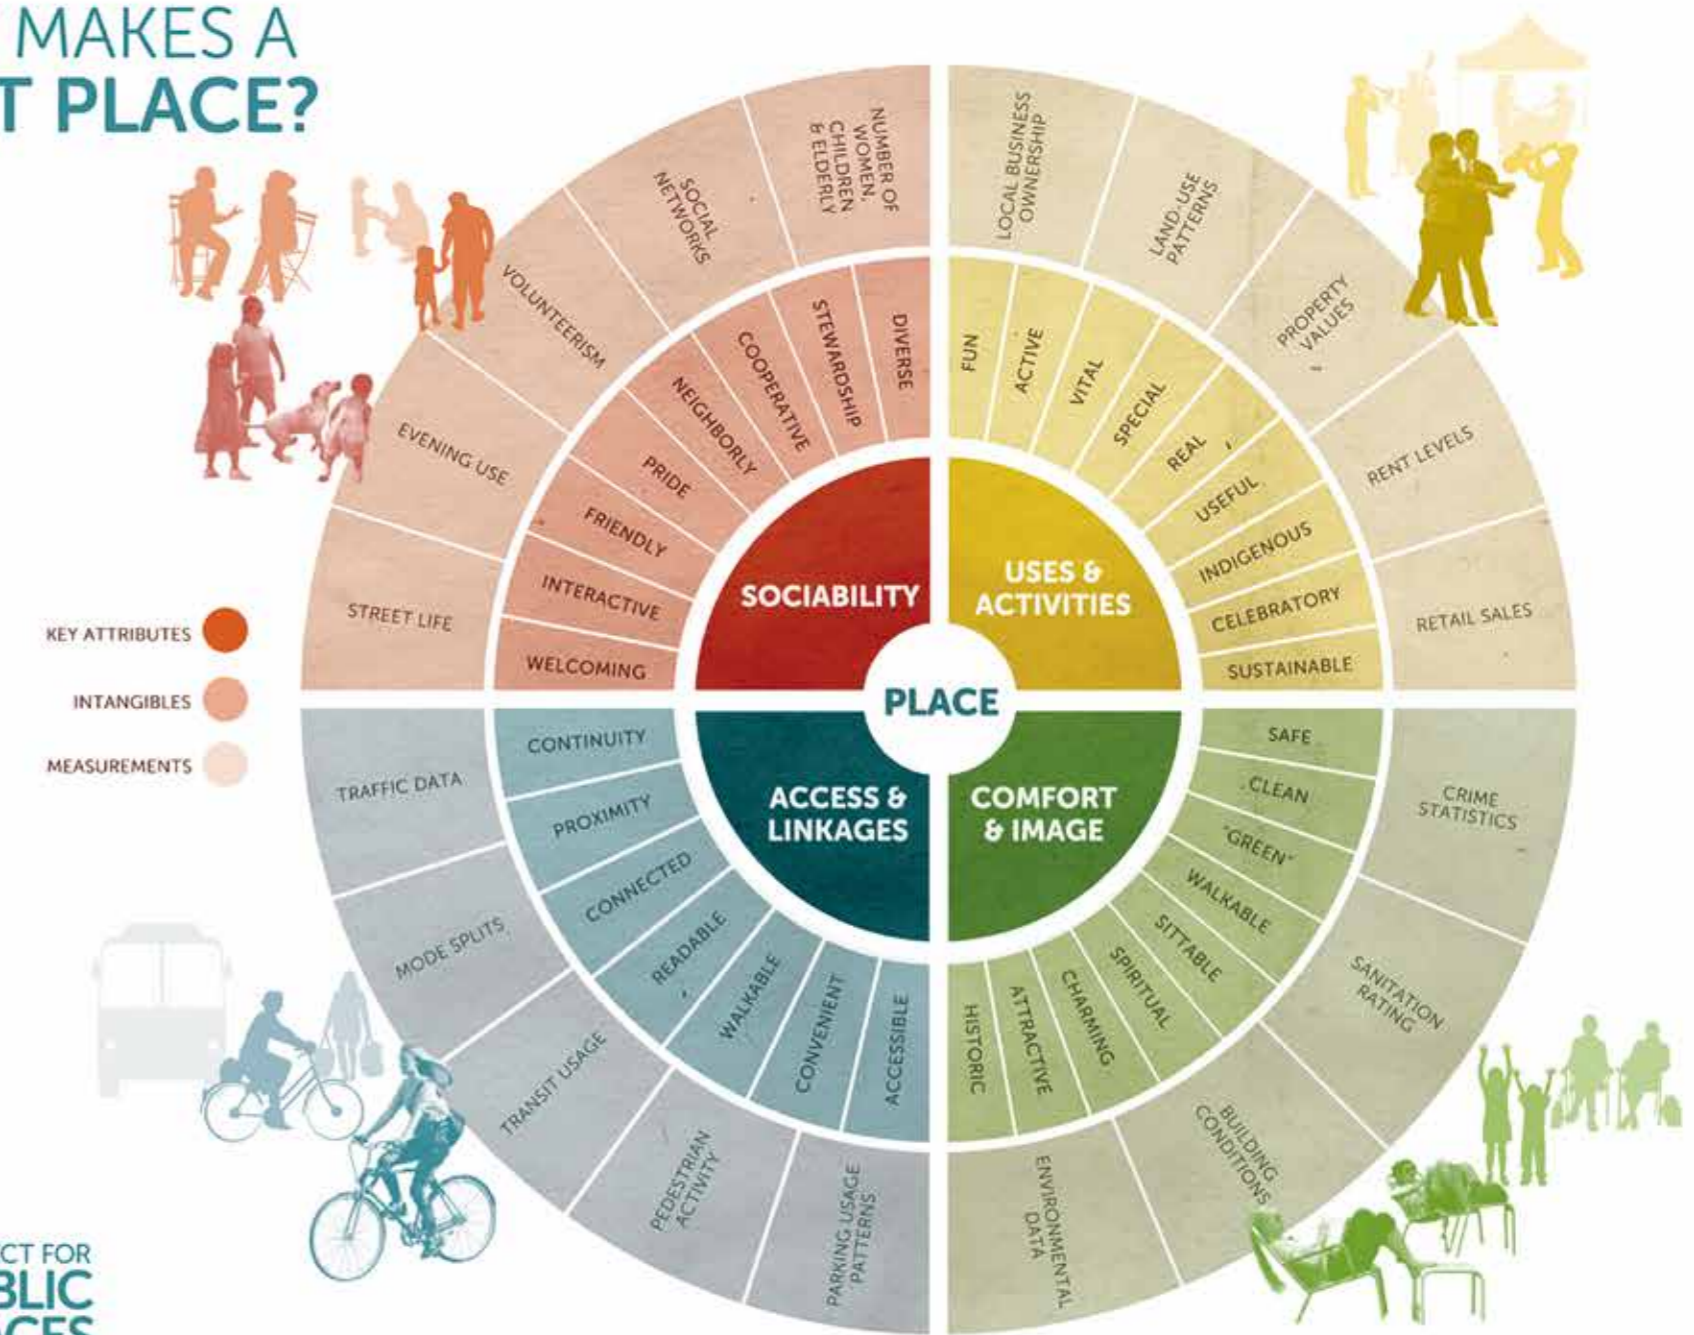 MAKES A
T PLACE?
KEY ATTRIBUTES
INTANGIBLES
MEASUREMENTS
PLACE
SOCIABILITY
USES &
ACTIVITIES
ACCESS &
LINKAGES
COMFORT
& IMAGE
WELCOMING
INTERACTIVE
FRIENDLY
PRIDE
NEIGHBORLY
COOPERATIVE
STEWARDSHIP
DIVERSE
STREET LIFE
EVENING USE
VOLUNTEERISM
SOCIAL
NETWORKS
NUMBER OF
WOMEN,
CHILDREN
& ELDERLY
FUN
ACTIVE
VITAL
SPECIAL
REAL
USEFUL
INDIGENOUS
CELEBRATORY
SUSTAINABLE
LOCAL BUSINESS
OWNERSHIP
LAND-USE
PATTERNS
PROPERTY
VALUES
RENT LEVELS
RETAIL SALES
SAFE
CLEAN
"GREEN"
WALKABLE
SITTABLE
SPIRITUAL
CHARMING
ATTRACTIVE
HISTORIC
CRIME
STATISTICS
SANITATION
RATING
BUILDING
CONDITIONS
ENVIRONMENTAL
DATA
CONTINUITY
PROXIMITY
CONNECTED
READABLE
WALKABLE
CONVENIENT
ACCESSIBLE
TRAFFIC DATA
MODE SPLITS
TRANSIT USAGE
PEDESTRIAN
ACTIVITY
PARKING USAGE
PATTERNS
CT FOR
BLIC
ACES